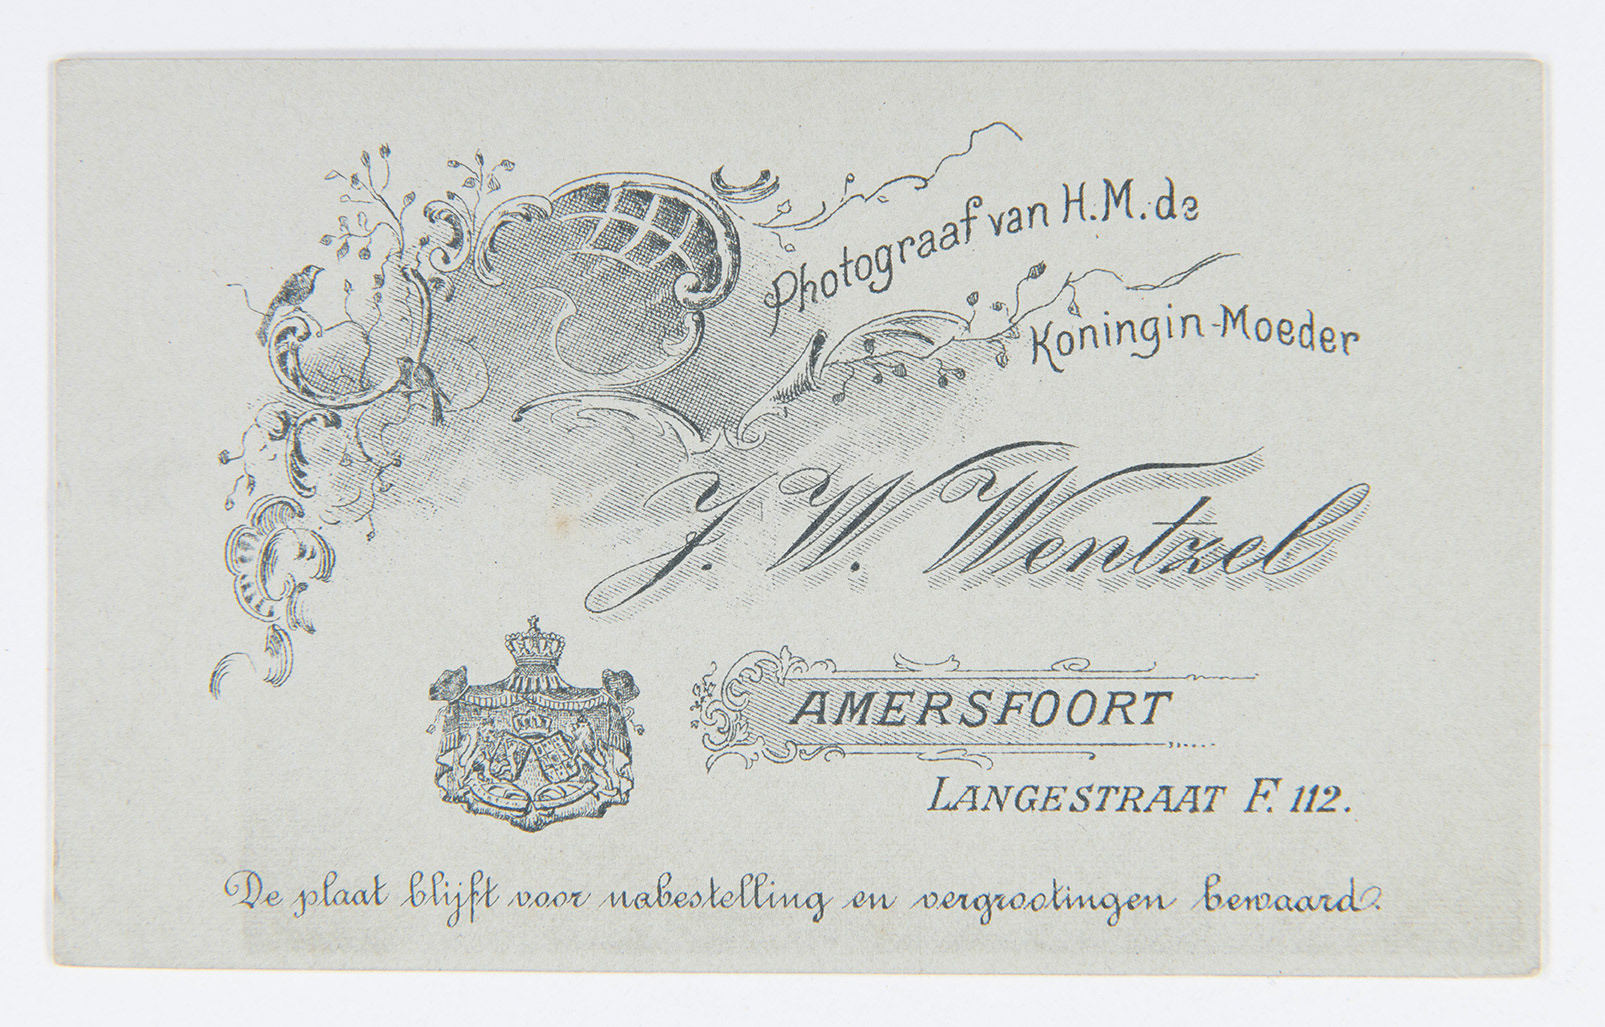 Photograaf van H.M. de
Koningin-Moeder
J. W. Wentzel
AMERSFOORT
LANGESTRAAT F. 112.
De plaat blijft voor nabestelling en vergrootingen bewaard.